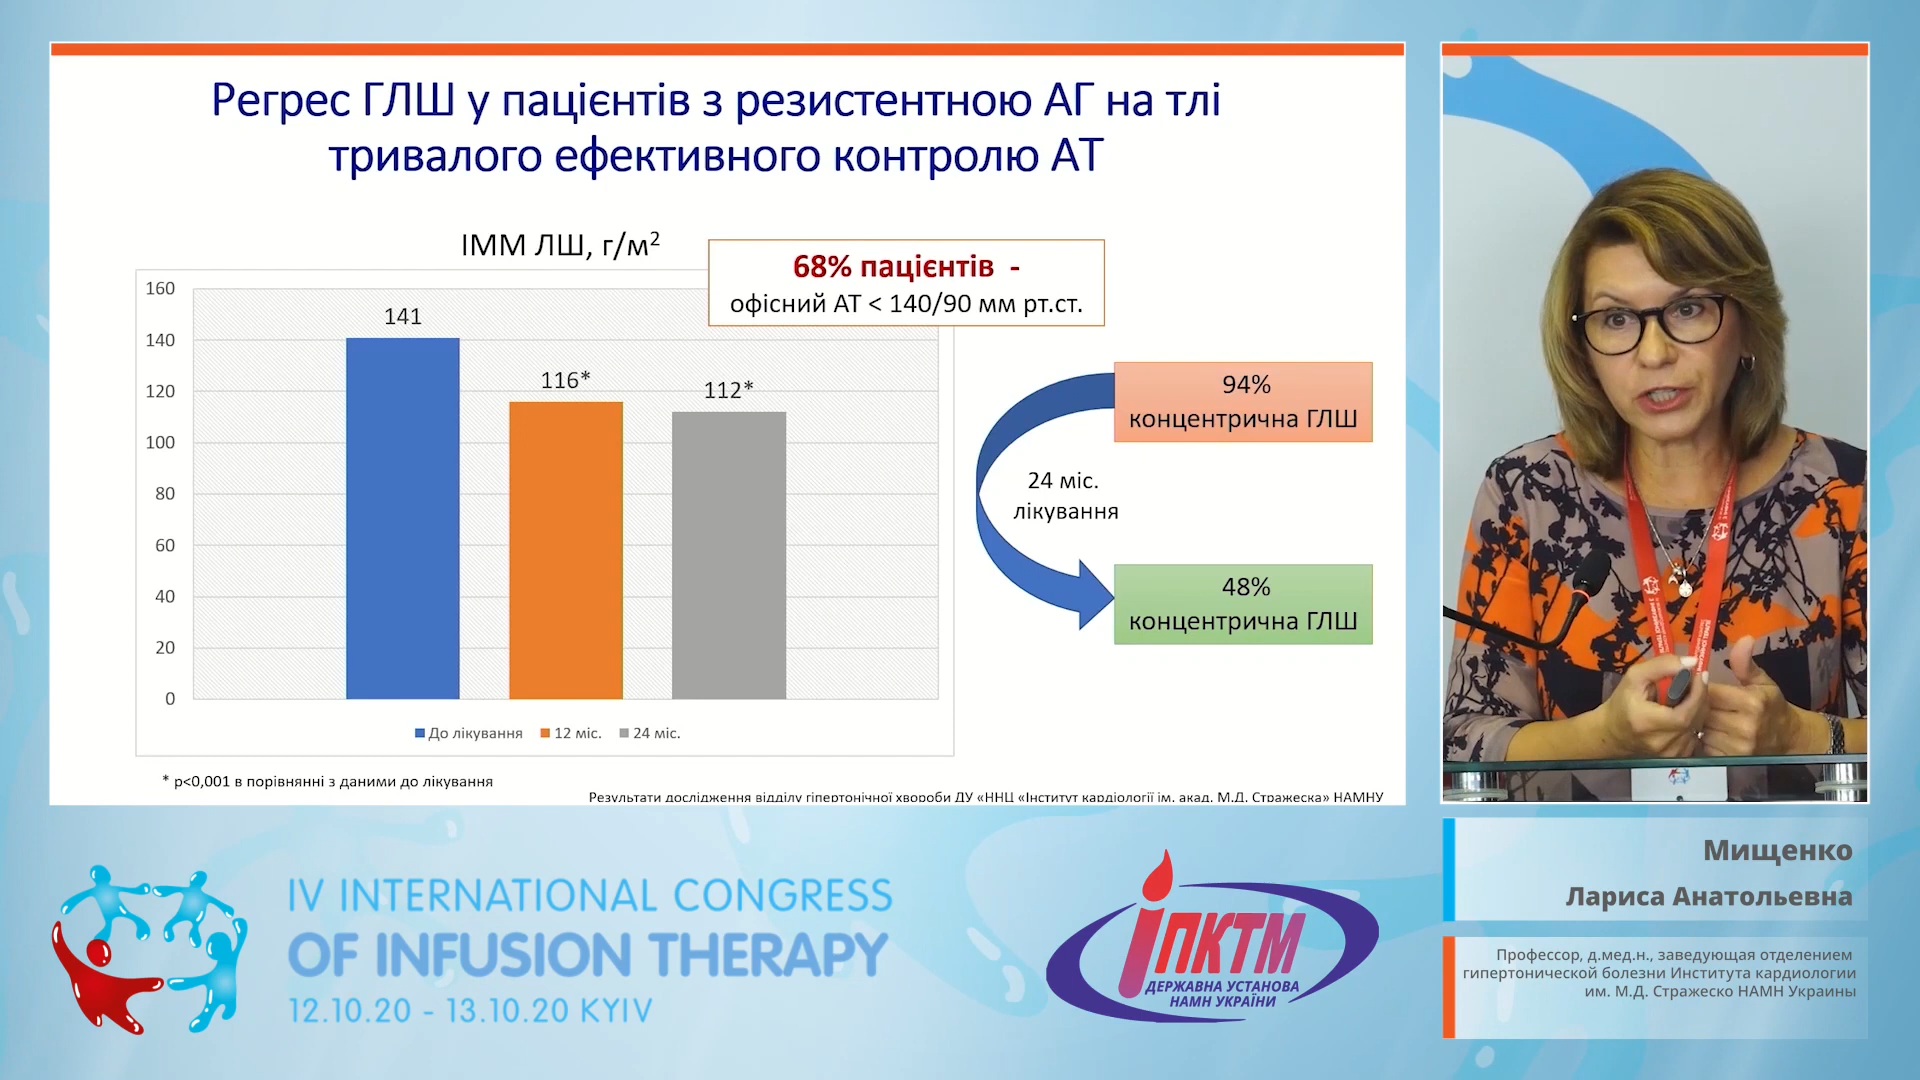 Регрес ГЛШ у пацієнтів з резистентною АГ на тлі
тривалого ефективного контролю АТ
ІММ ЛШ, г/м²
68% пацієнтів -
офісний АТ < 140/90 мм рт.ст.
160
140
120
100
80
60
40
20
0
141
116*
112*
До лікування 12 міс. 24 міс.
94%
концентрична ГЛШ
24 міс.
лікування
48%
концентрична ГЛШ
* p<0,001 в порівнянні з даними до лікування
Результати дослідження відділу гіпертонічної хвороби ДУ «ННЦ «Інститут кардіології ім. акад. М.Д. Стражеска» НАМНУ
IV INTERNATIONAL CONGRESS
OF INFUSION THERAPY
12.10.20 - 13.10.20 KYIV
ІПКТМ
ДЕРЖАВНА УСТАНОВА
НАМН УКРАЇНИ
Мищенко
Лариса Анатольевна
Профессор, д.мед.н., заведующая отделением
гипертонической болезни Института кардиологии
им. М.Д. Стражеско НАМН Украины